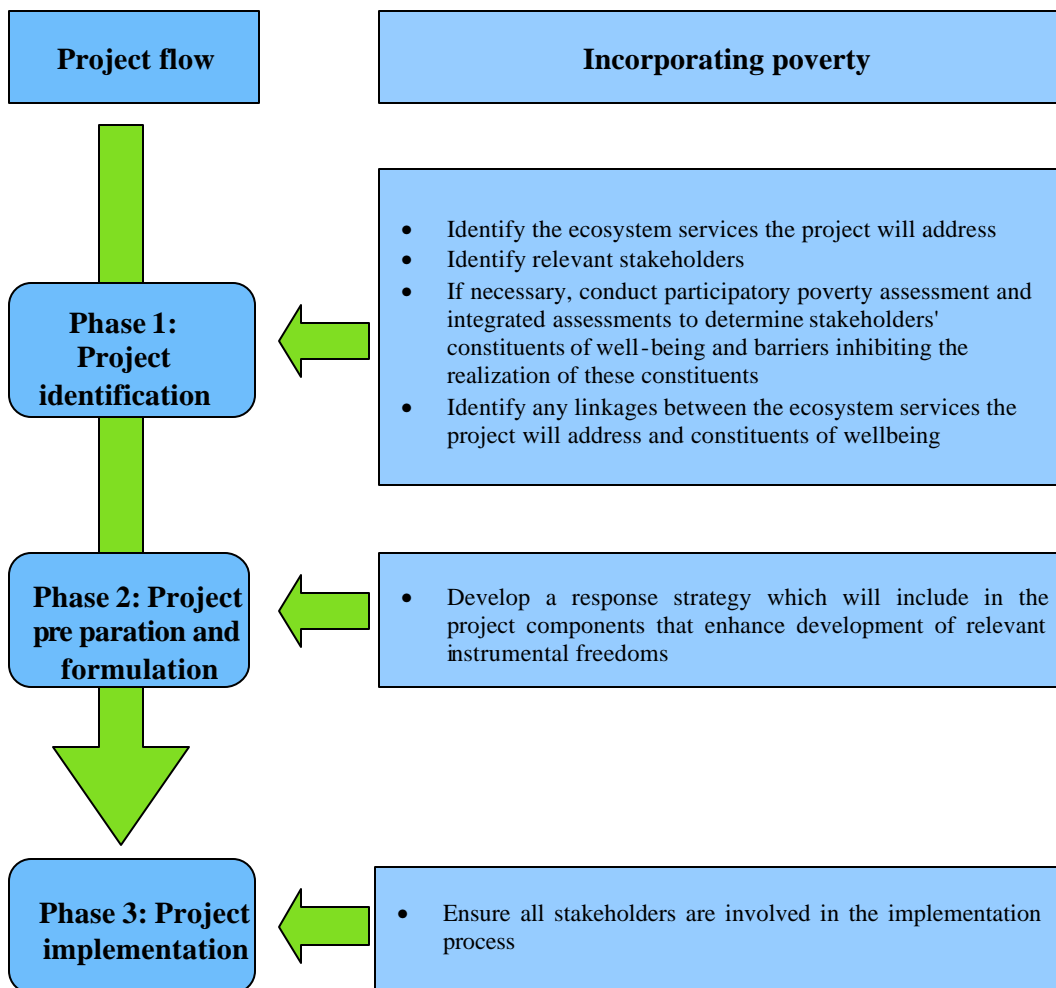 Project flow
Incorporating poverty
Phase 1:
Project
identification
• Identify the ecosystem services the project will address
• Identify relevant stakeholders
• If necessary, conduct participatory poverty assessment and
integrated assessments to determine stakeholders'
constituents of well-being and barriers inhibiting the
realization of these constituents
• Identify any linkages between the ecosystem services the
project will address and constituents of wellbeing
Phase 2: Project
pre paration and
formulation
• Develop a response strategy which will include in the
project components that enhance development of relevant
instrumental freedoms
Phase 3: Project
implementation
• Ensure all stakeholders are involved in the implementation
process